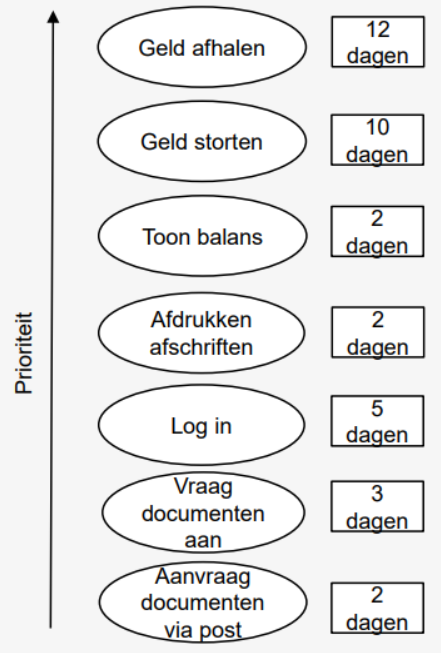 Geld afhalen
12
dagen
Geld storten
10
dagen
Toon balans
2
dagen
Afdrukken
afschriften
2
dagen
Log in
5
dagen
Vraag
documenten
aan
3
dagen
Aanvraag
documenten
via post
2
dagen
Prioriteit